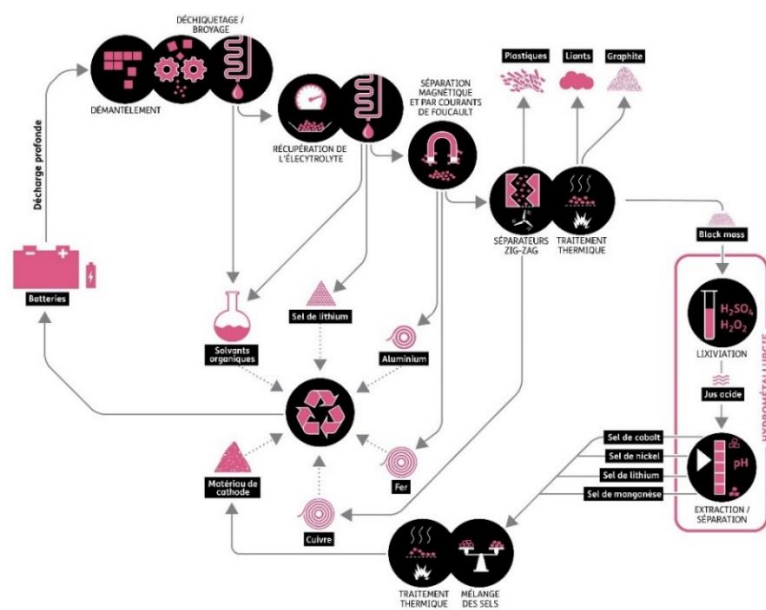 DÉCHIQUETAGE /
BROYAGE
DÉMANTÈLEMENT
RÉCUPÉRATION DE
L'ÉLECYTROLYTE
SÉPARATION
MAGNÉTIQUE
ET PAR COURANTS
DE FOUCAULT
Plastiques
Liants
Graphite
SÉPARATEURS
ZIG-ZAG
TRAITEMENT
THERMIQUE
Black mass
Décharge profonde
Batteries
Solvants
organiques
Sel de lithium
Aluminium
H₂SO₄
H₂O₂
LIXIVIATION
HYDROMÉTALLURGIE
Jus acide
Sel de cobalt
Sel de nickel
Sel de lithium
Sel de manganèse
pH
EXTRACTION /
SÉPARATION
Matériau de
cathode
Fer
Cuivre
TRAITEMENT
THERMIQUE
MÉLANGE
DES SELS